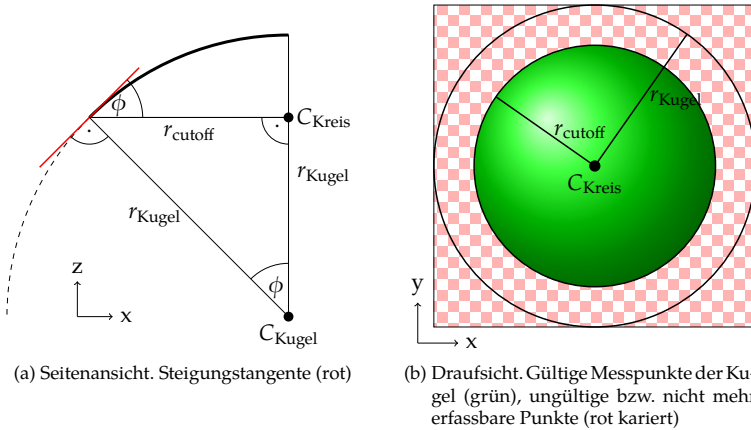 ϕ
C_Kreis
r_cutoff
r_Kugel
r_Kugel
z
x
ϕ
C_Kugel
(a) Seitenansicht. Steigungstangente (rot)
r_Kugel
r_cutoff
C_Kreis
y
x
(b) Draufsicht. Gültige Messpunkte der Ku-
gel (grün), ungültige bzw. nicht mehr
erfassbare Punkte (rot kariert)